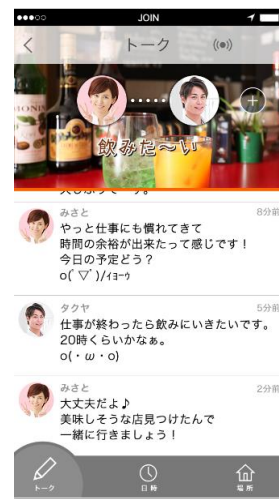 JOIN
トーク
飲みた〜い
みさと
8分前
やっと仕事にも慣れてきて
時間の余裕が出来たって感じです！
今日の予定どう？
o(´▽`)/ｨﾖｰｩ
タクヤ
5分前
仕事が終わったら飲みにいきたいです。
20時くらいかなぁ。
o(・ω・o)
みさと
2分前
大丈夫だよ♪
美味しそうな店見つけたんで
一緒に行きましょう！
トーク
日時
場所